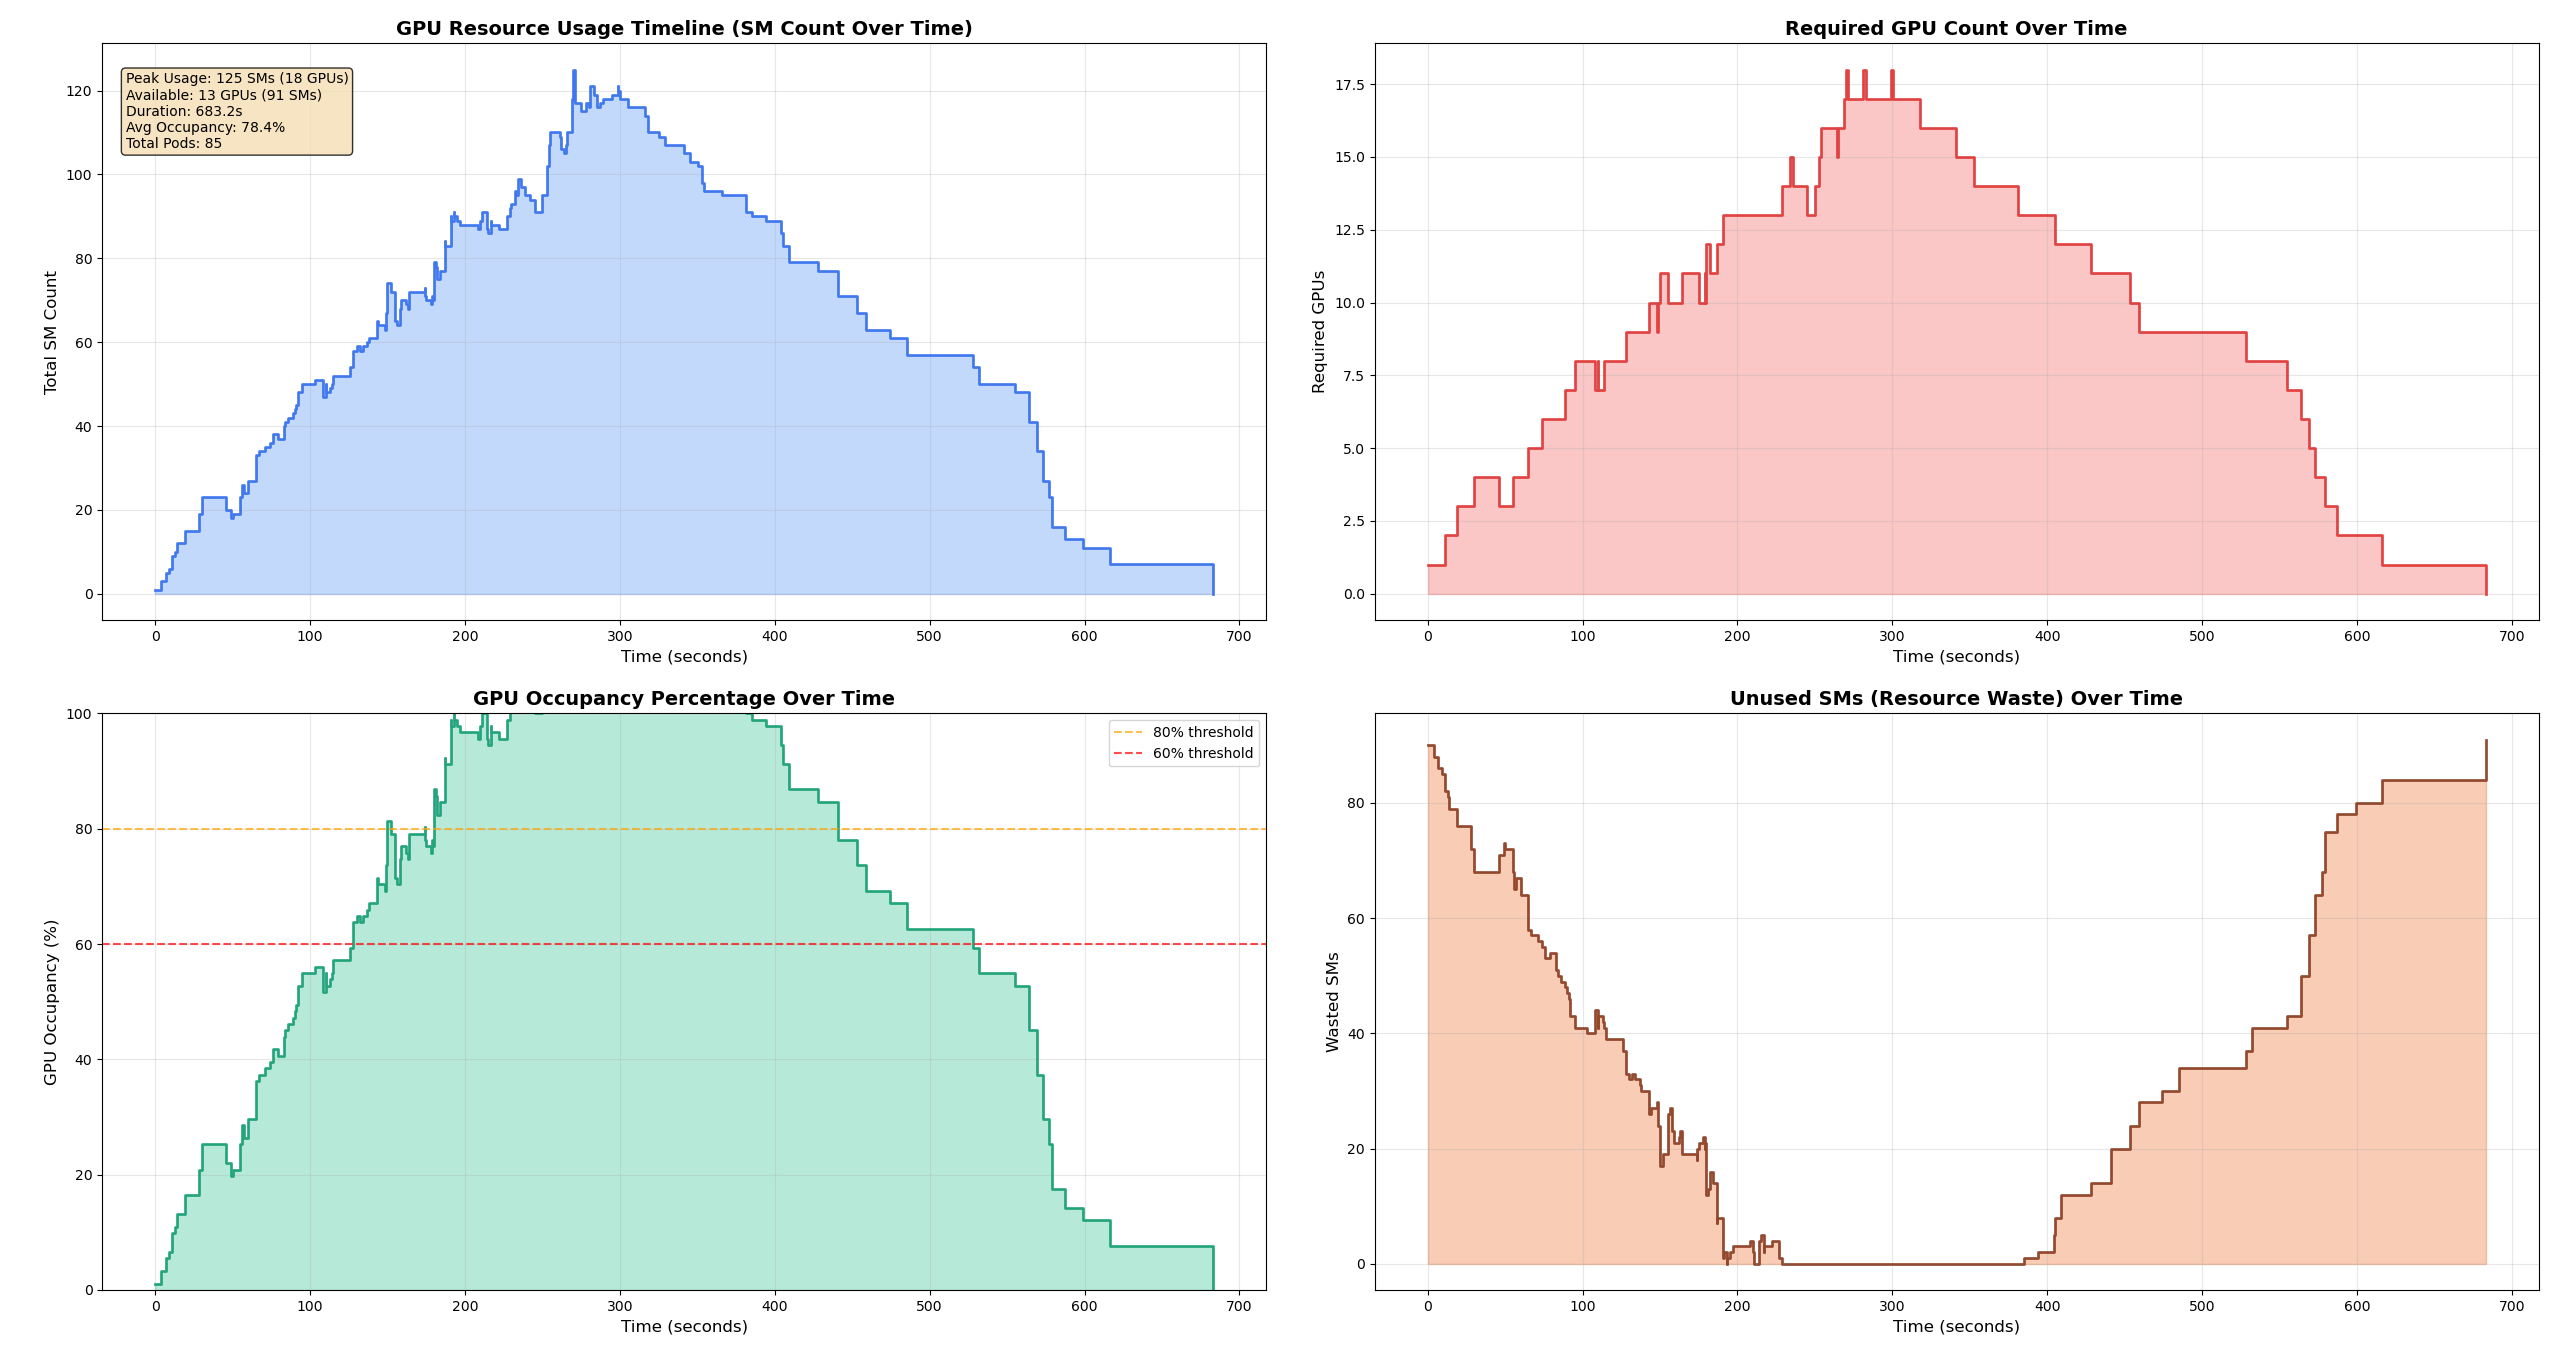 GPU Resource Usage Timeline (SM Count Over Time)
Peak Usage: 125 SMs (18 GPUs)
Available: 13 GPUs (91 SMs)
Duration: 683.2s
Avg Occupancy: 78.4%
Total Pods: 85
120
100
80
60
40
20
0
Total SM Count
0 100 200 300 400 500 600 700
Time (seconds)
Required GPU Count Over Time
17.5
15.0
12.5
10.0
7.5
5.0
2.5
0.0
Required GPUs
0 100 200 300 400 500 600 700
Time (seconds)
GPU Occupancy Percentage Over Time
80% threshold
60% threshold
100
80
60
40
20
0
GPU Occupancy (%)
0 100 200 300 400 500 600 700
Time (seconds)
Unused SMs (Resource Waste) Over Time
80
60
40
20
0
Wasted SMs
0 100 200 300 400 500 600 700
Time (seconds)